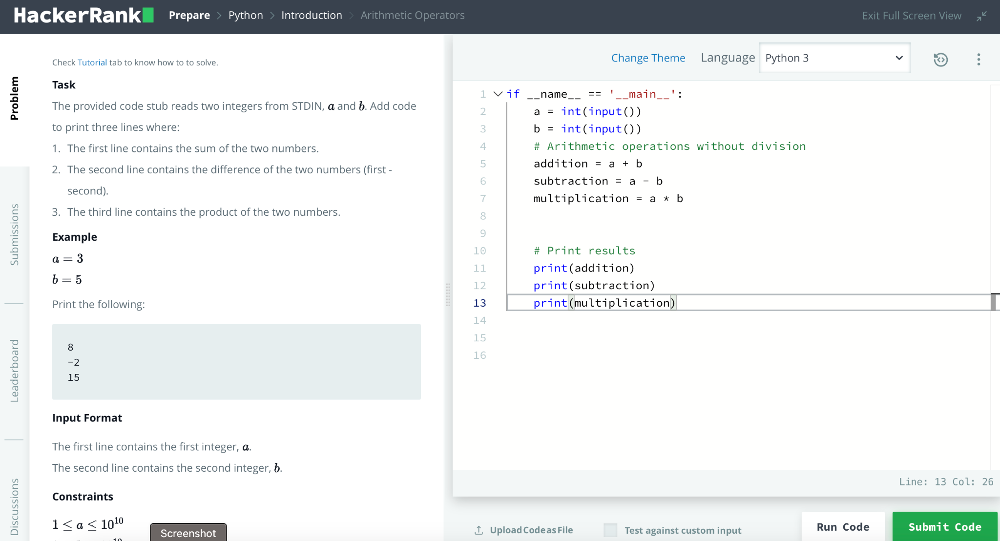 HackerRank
Prepare > Python > Introduction > Arithmetic Operators
Exit Full Screen View
Problem
Submissions
Leaderboard
Discussions
Check Tutorial tab to know how to to solve.
Task
The provided code stub reads two integers from STDIN, a and b. Add code
to print three lines where:
1. The first line contains the sum of the two numbers.
2. The second line contains the difference of the two numbers (first -
second).
3. The third line contains the product of the two numbers.
Example
a = 3
b = 5
Print the following:
8
-2
15
Input Format
The first line contains the first integer, a.
The second line contains the second integer, b.
Constraints
1 ≤ a ≤ 10^10
Screenshot
Change Theme
Language
Python 3
1 if __name__ == '__main__':
2     a = int(input())
3     b = int(input())
4     # Arithmetic operations without division
5     addition = a + b
6     subtraction = a - b
7     multiplication = a * b
8
9
10     # Print results
11     print(addition)
12     print(subtraction)
13     print(multiplication)
14
15
16
Line: 13 Col: 26
Upload Code as File
Test against custom input
Run Code
Submit Code